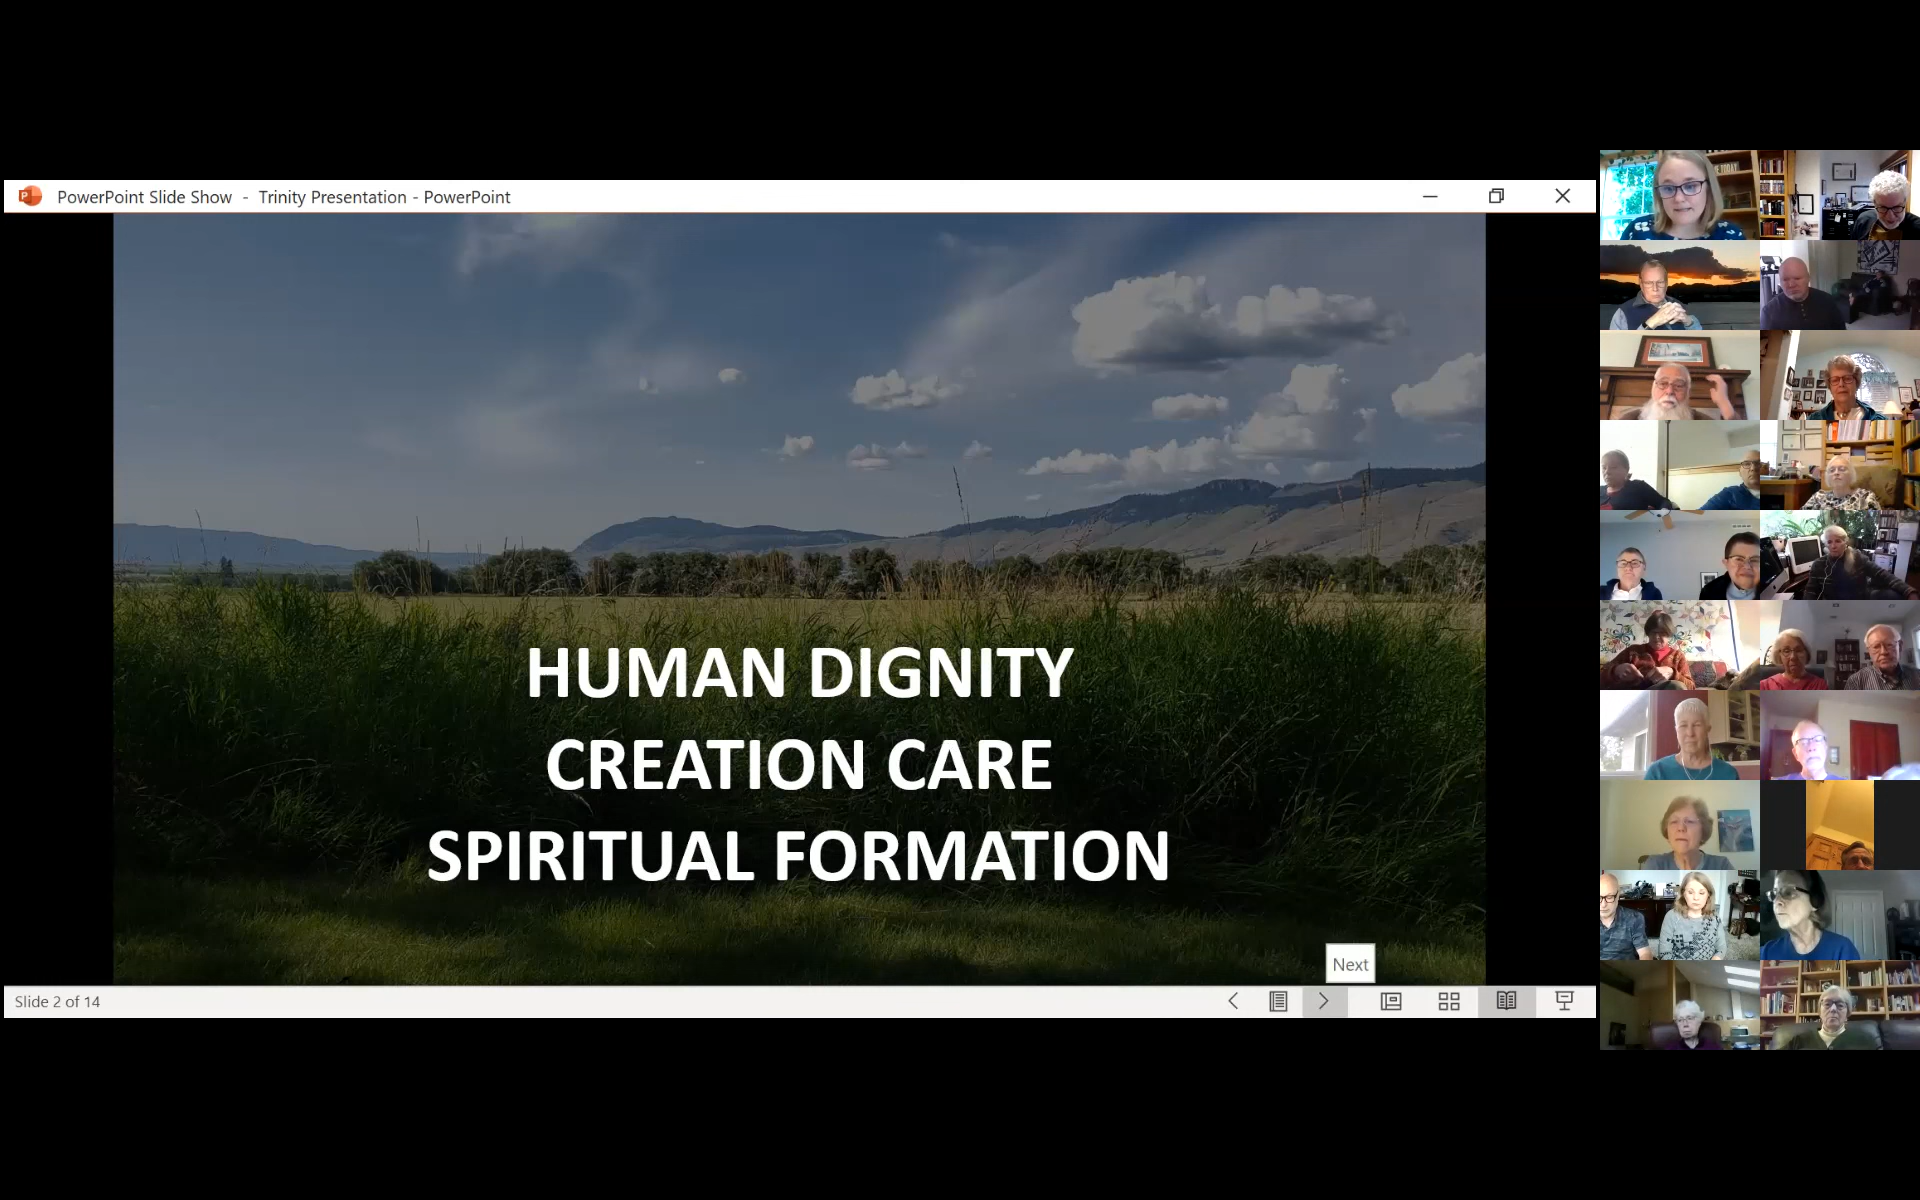 PowerPoint Slide Show - Trinity Presentation - PowerPoint
HUMAN DIGNITY
CREATION CARE
SPIRITUAL FORMATION
Next
Slide 2 of 14